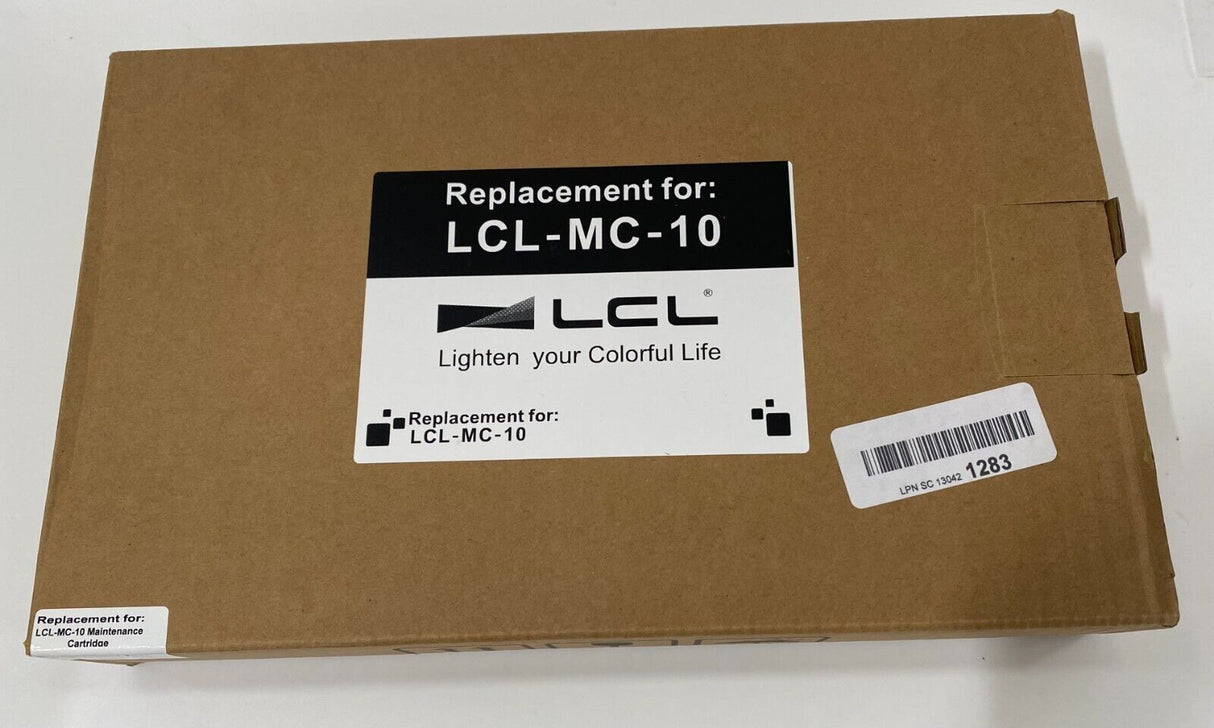 Replacement for:
LCL-MC-10
LCL®
Lighten your Colorful Life
Replacement for:
LCL-MC-10
LPN SC 13042 1283
Replacement for:
LCL-MC-10 Maintenance
Cartridge